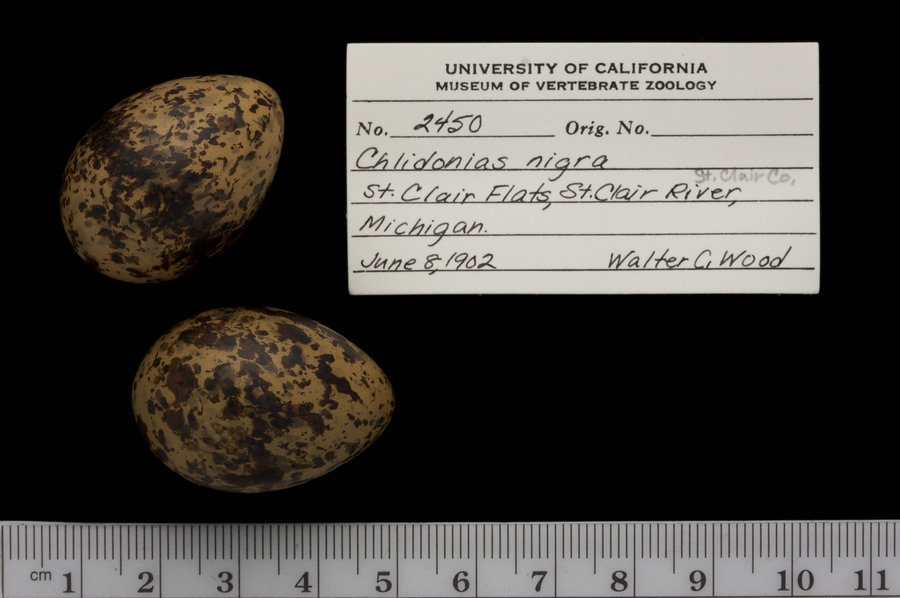 UNIVERSITY OF CALIFORNIA
MUSEUM OF VERTEBRATE ZOOLOGY
No. 2450 Orig. No.
Chlidonias nigra
St. Clair Co.,
St. Clair Flats, St. Clair River,
Michigan.
June 8, 1902 Walter C. Wood
cm 1 2 3 4 5 6 7 8 9 10 11